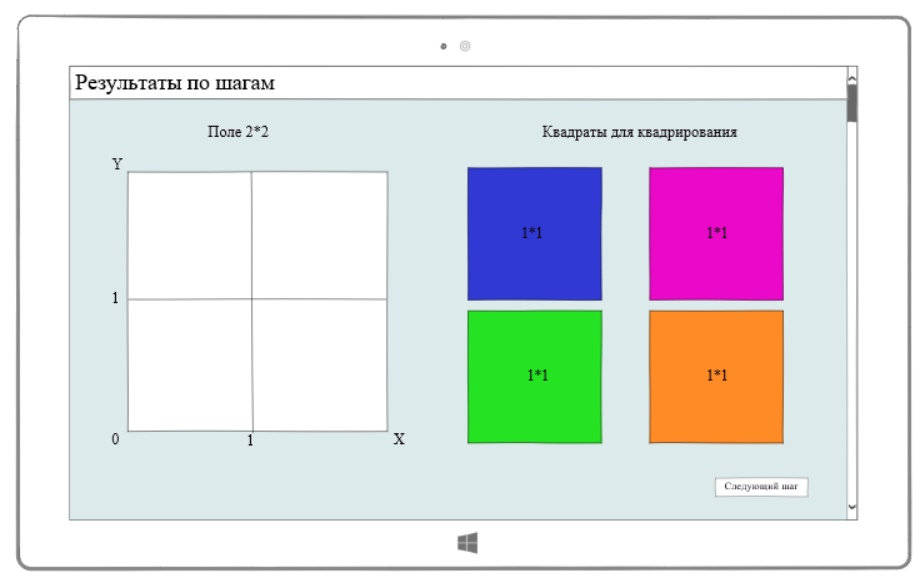 Результаты по шагам
Поле 2*2
Квадраты для квадрирования
Y
1*1
1*1
1
1*1
1*1
0
1
X
Следующий шаг